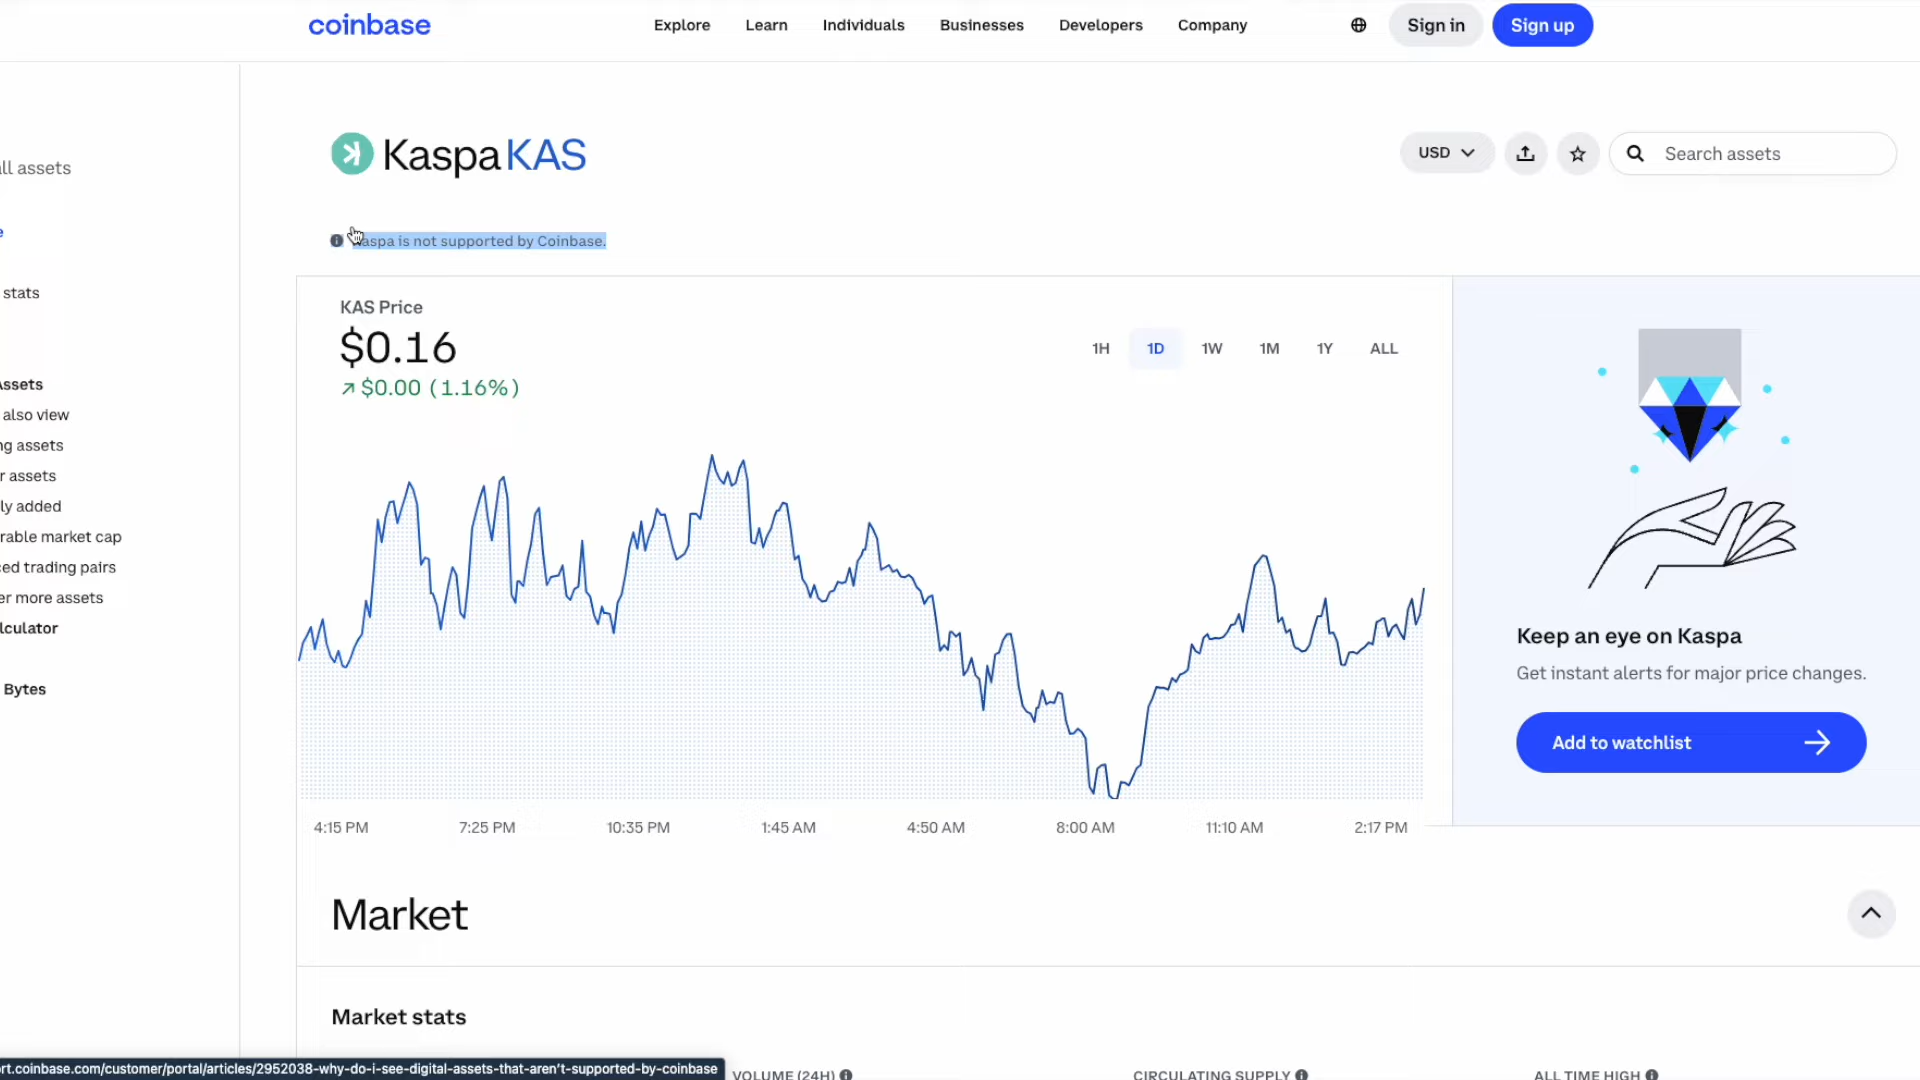 coinbase
Explore Learn Individuals Businesses Developers Company Sign in Sign up
ll assets
Kaspa KAS
USD Search assets
e
aspa is not supported by Coinbase.
stats
KAS Price
$0.16
1H 1D 1W 1M 1Y ALL
$0.00 (1.16%)
Assets
also view
ng assets
r assets
ly added
rable market cap
ced trading pairs
er more assets
lculator
Bytes
Keep an eye on Kaspa
Get instant alerts for major price changes.
Add to watchlist
4:15 PM 7:25 PM 10:35 PM 1:45 AM 4:50 AM 8:00 AM 11:10 AM 2:17 PM
Market
Market stats
rt.coinbase.com/customer/portal/articles/2952038-why-do-i-see-digital-assets-that-aren't-supported-by-coinbase
VOLUME (24H) CIRCULATING SUPPLY ALL TIME HIGH